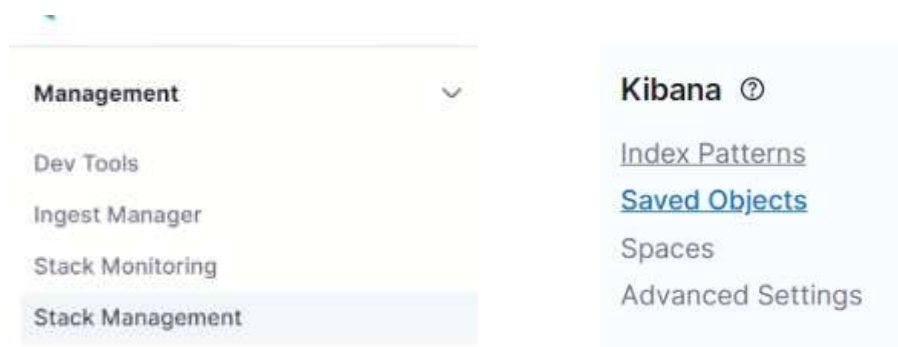 Management
Dev Tools
Ingest Manager
Stack Monitoring
Stack Management
Kibana
Index Patterns
Saved Objects
Spaces
Advanced Settings